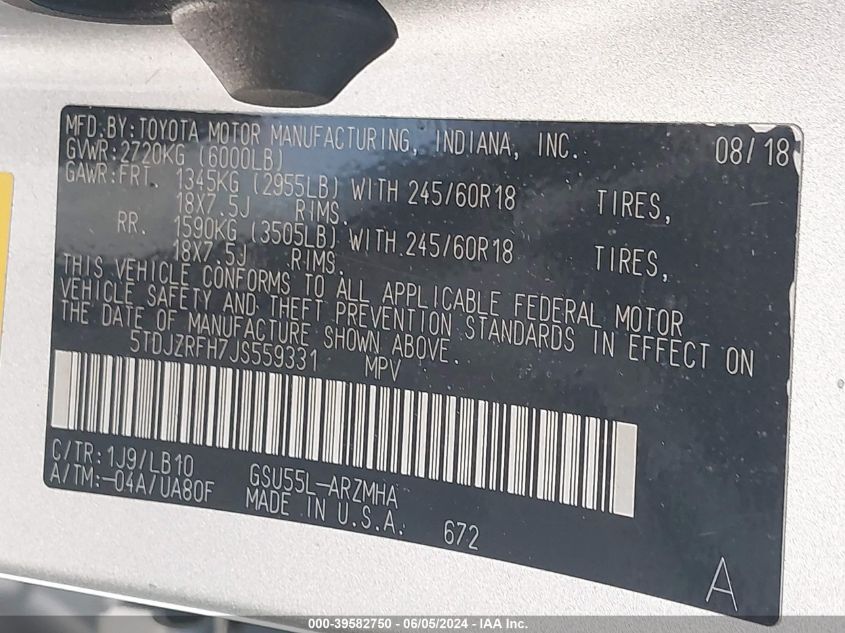 MFD.BY:TOYOTA MOTOR MANUFACTURING, INDIANA, INC. 08/18
GVWR:2720KG (6000LB)
GAWR:FRT. 1345KG (2955LB) WITH 245/60R18 TIRES,
18X7.5J RIMS.
RR. 1590KG (3505LB) WITH.245/60R18 TIRES,
18X7.5J RIMS.
THIS VEHICLE CONFORMS TO ALL APPLICABLE FEDERAL MOTOR
VEHICLE SAFETY AND THEFT PREVENTION STANDARDS IN EFFECT ON
THE DATE OF MANUFACTURE SHOWN ABOVE.
5TDJZRFH7JS559331 MPV
C/TR:1J9/LB10
A/TM:-04A/UA80F GSU55L-ARZMHA
MADE IN U.S.A. 672
A
000-39582750 - 06/05/2024 - IAA Inc.